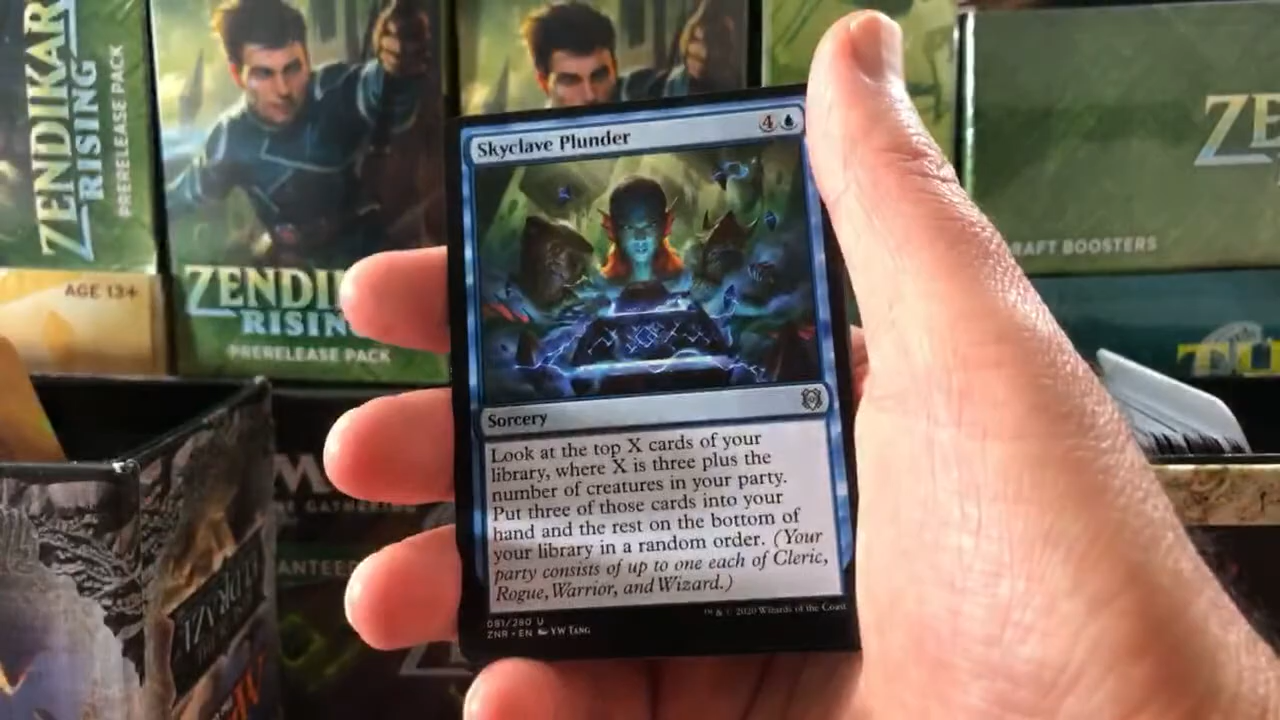 ZENDIKAR
RISING
PRERELEASE PACK
AGE 13+
ZENDI
RISING
PRERELEASE PACK
ZEN
RAFT BOOSTERS
Skyclave Plunder
4
Sorcery
Look at the top X cards of your
library, where X is three plus the
number of creatures in your party.
Put three of those cards into your
hand and the rest on the bottom of
your library in a random order. (Your
party consists of up to one each of Cleric,
Rogue, Warrior, and Wizard.)
081/280 U
ZNR • EN YW Tang
™ & © 2020 Wizards of the Coast